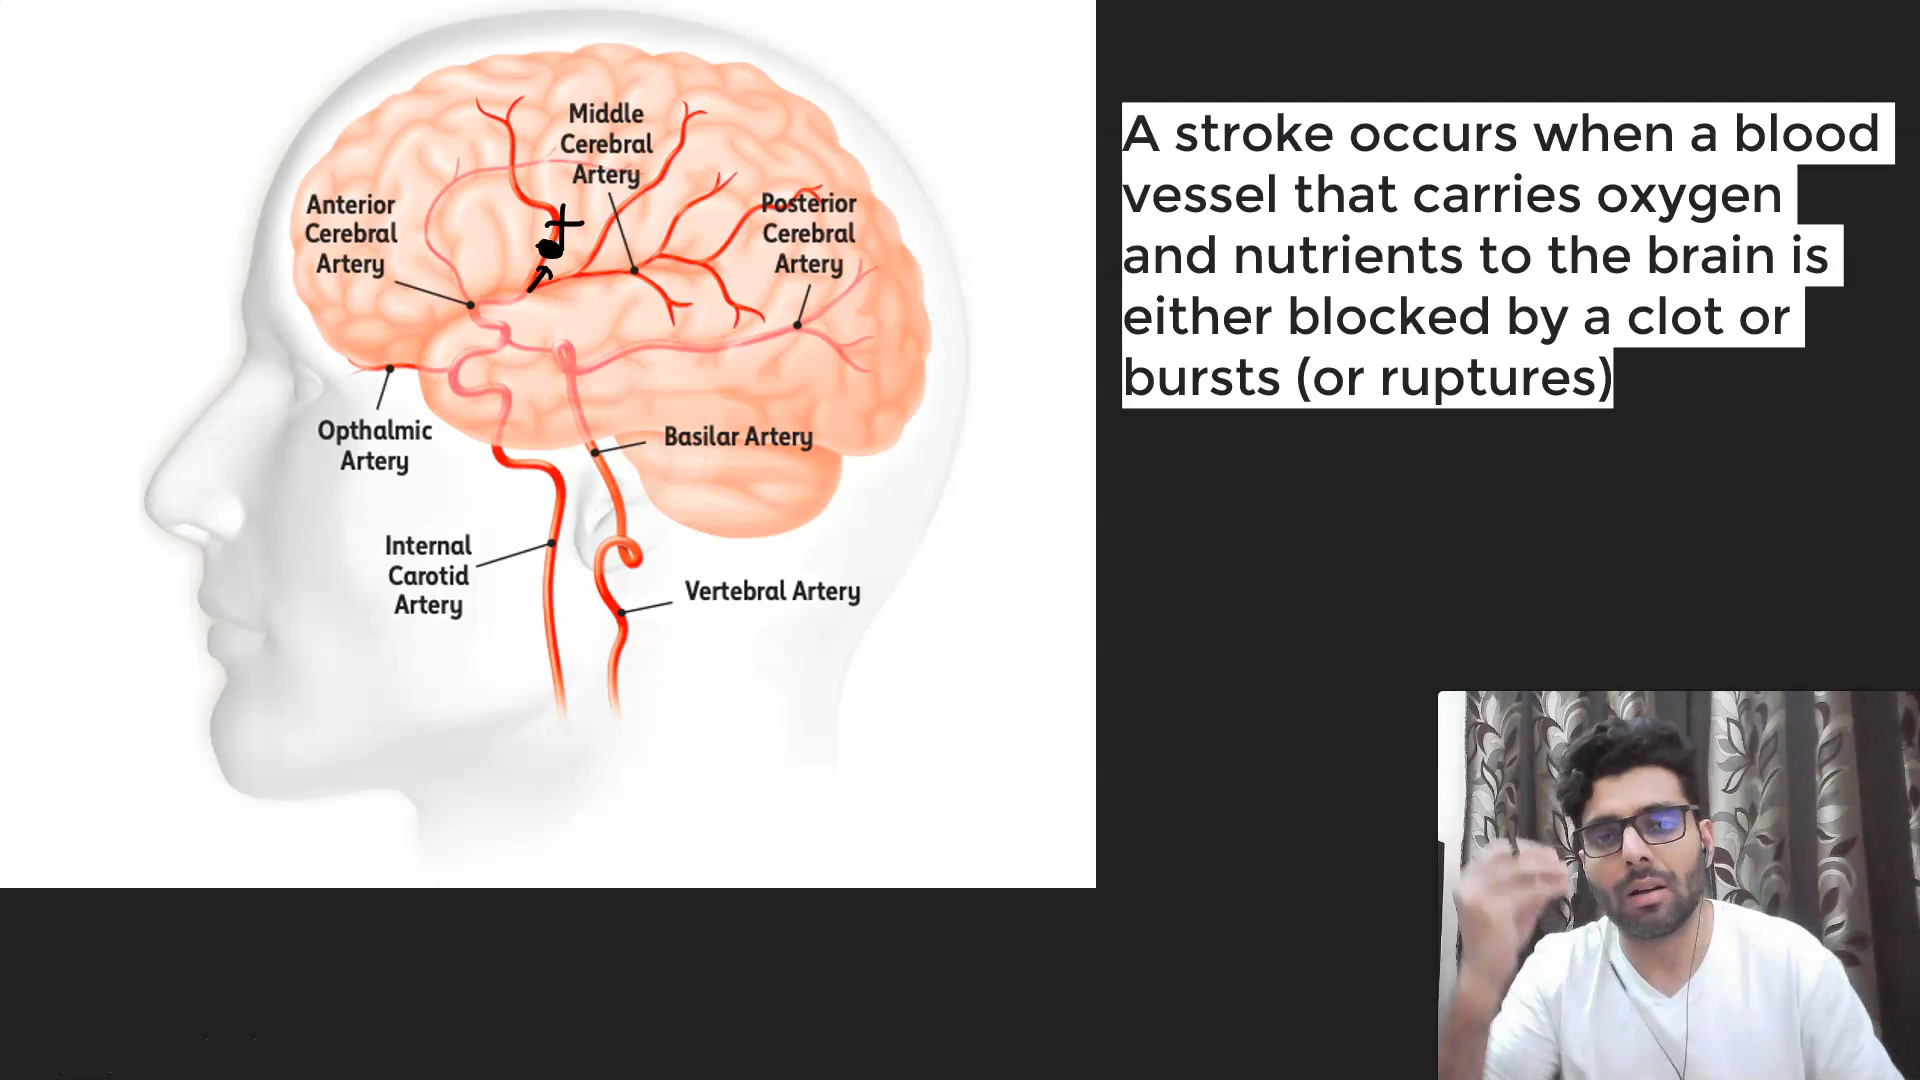 Middle
Cerebral
Artery
Anterior
Cerebral
Artery
Posterior
Cerebral
Artery
Opthalmic
Artery
Basilar Artery
Internal
Carotid
Artery
Vertebral Artery
A stroke occurs when a blood
vessel that carries oxygen
and nutrients to the brain is
either blocked by a clot or
bursts (or ruptures)